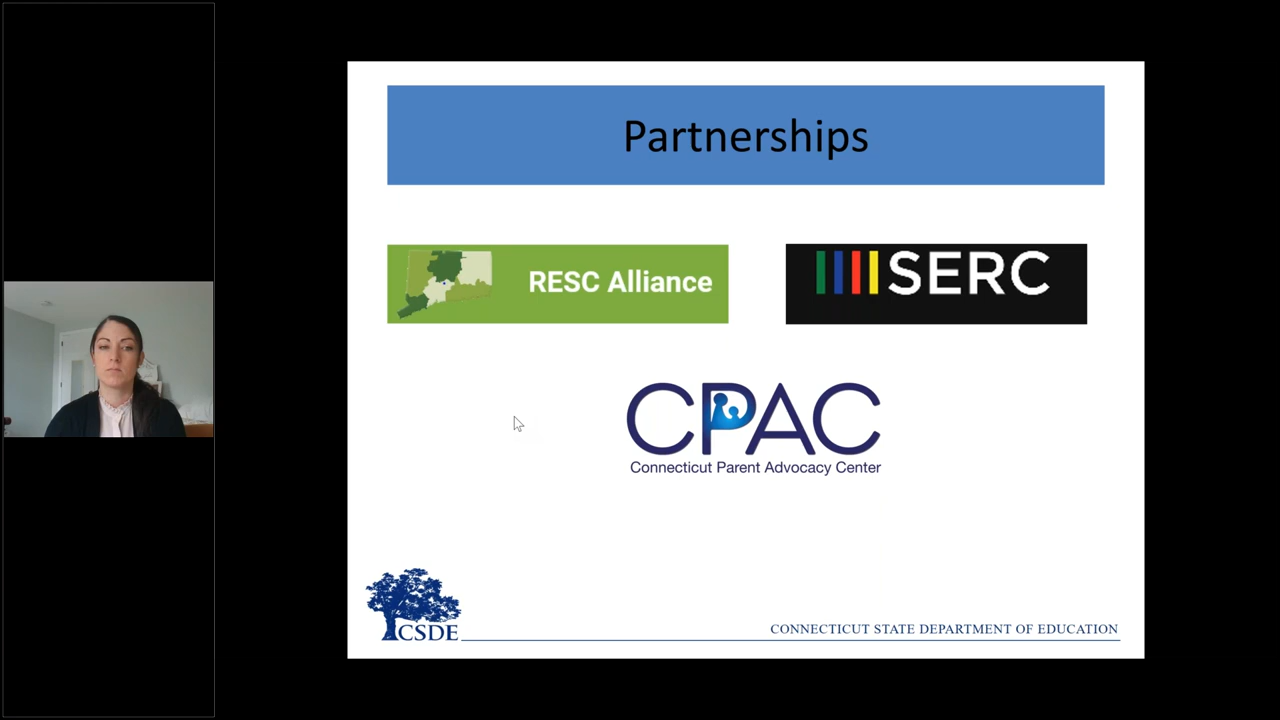 Partnerships
RESC Alliance
SERC
CPAC
Connecticut Parent Advocacy Center
CSDE
CONNECTICUT STATE DEPARTMENT OF EDUCATION